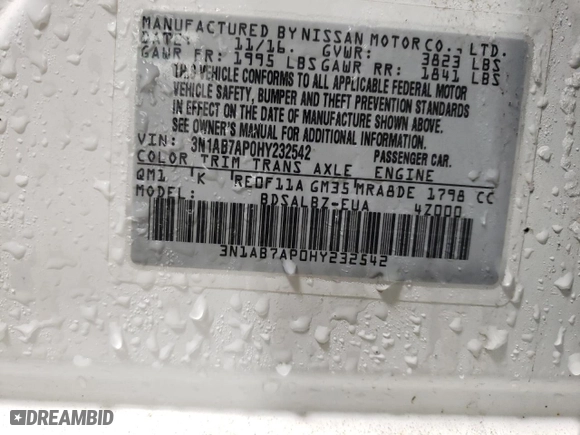 MANUFACTURED BY NISSAN MOTOR CO., LTD.
DATE: 11/16. GVWR: 3823 LBS
GAWR FR: 1995 LBS GAWR RR: 1841 LBS
THIS VEHICLE CONFORMS TO ALL APPLICABLE FEDERAL MOTOR
VEHICLE SAFETY, BUMPER AND THEFT PREVENTION STANDARDS
IN EFFECT ON THE DATE OF MANUFACTURE SHOWN ABOVE.
SEE OWNER'S MANUAL FOR ADDITIONAL INFORMATION.
VIN: 3N1AB7AP0HY232542 PASSENGER CAR
COLOR TRIM TRANS AXLE ENGINE
QM1 K RE0F11A GM35 MRA8DE 1798 CC
BDSALBZ-EUA 4Z000
3N1AB7AP0HY232542
DREAMBID